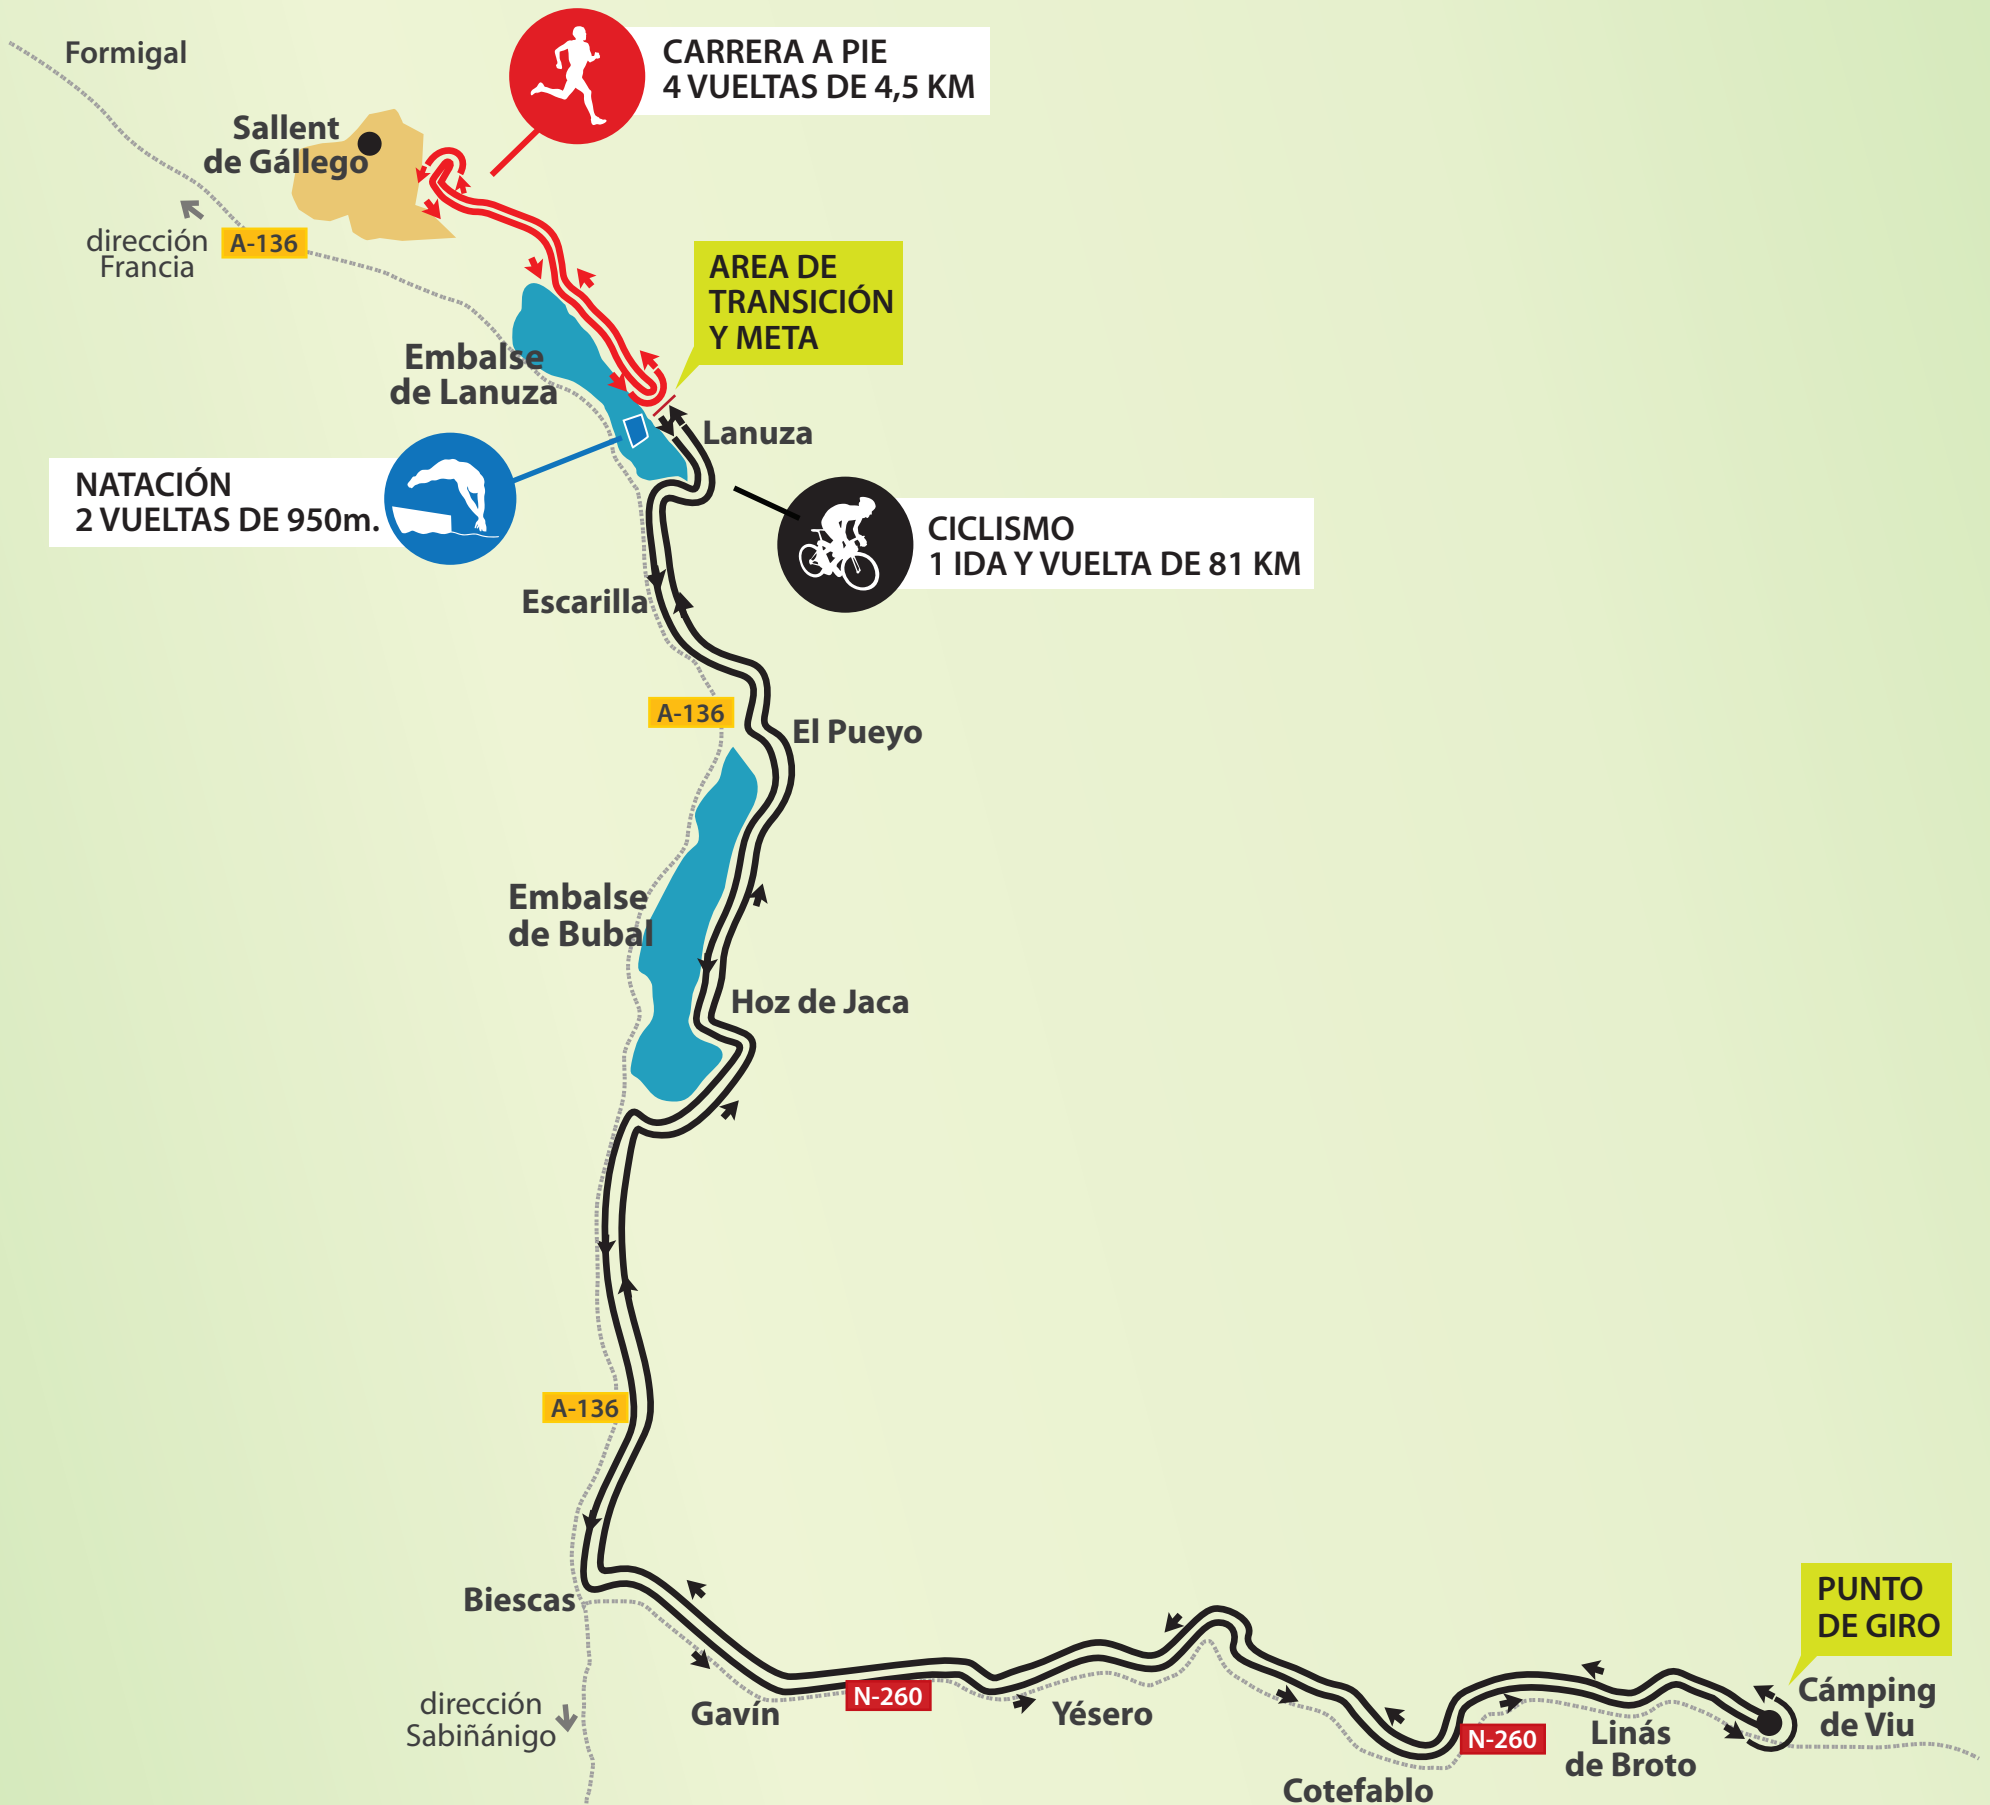 Formigal
CARRERA A PIE
4 VUELTAS DE 4,5 KM
Sallent
de Gállego
dirección
Francia
A-136
AREA DE
TRANSICIÓN
Y META
Embalse
de Lanuza
Lanuza
NATACIÓN
2 VUELTAS DE 950m.
CICLISMO
1 IDA Y VUELTA DE 81 KM
Escarilla
A-136
El Pueyo
Embalse
de Bubal
Hoz de Jaca
A-136
Biescas
dirección
Sabiñánigo
Gavín
N-260
Yésero
Cotefablo
N-260
Linás
de Broto
PUNTO
DE GIRO
Cámping
de Viu